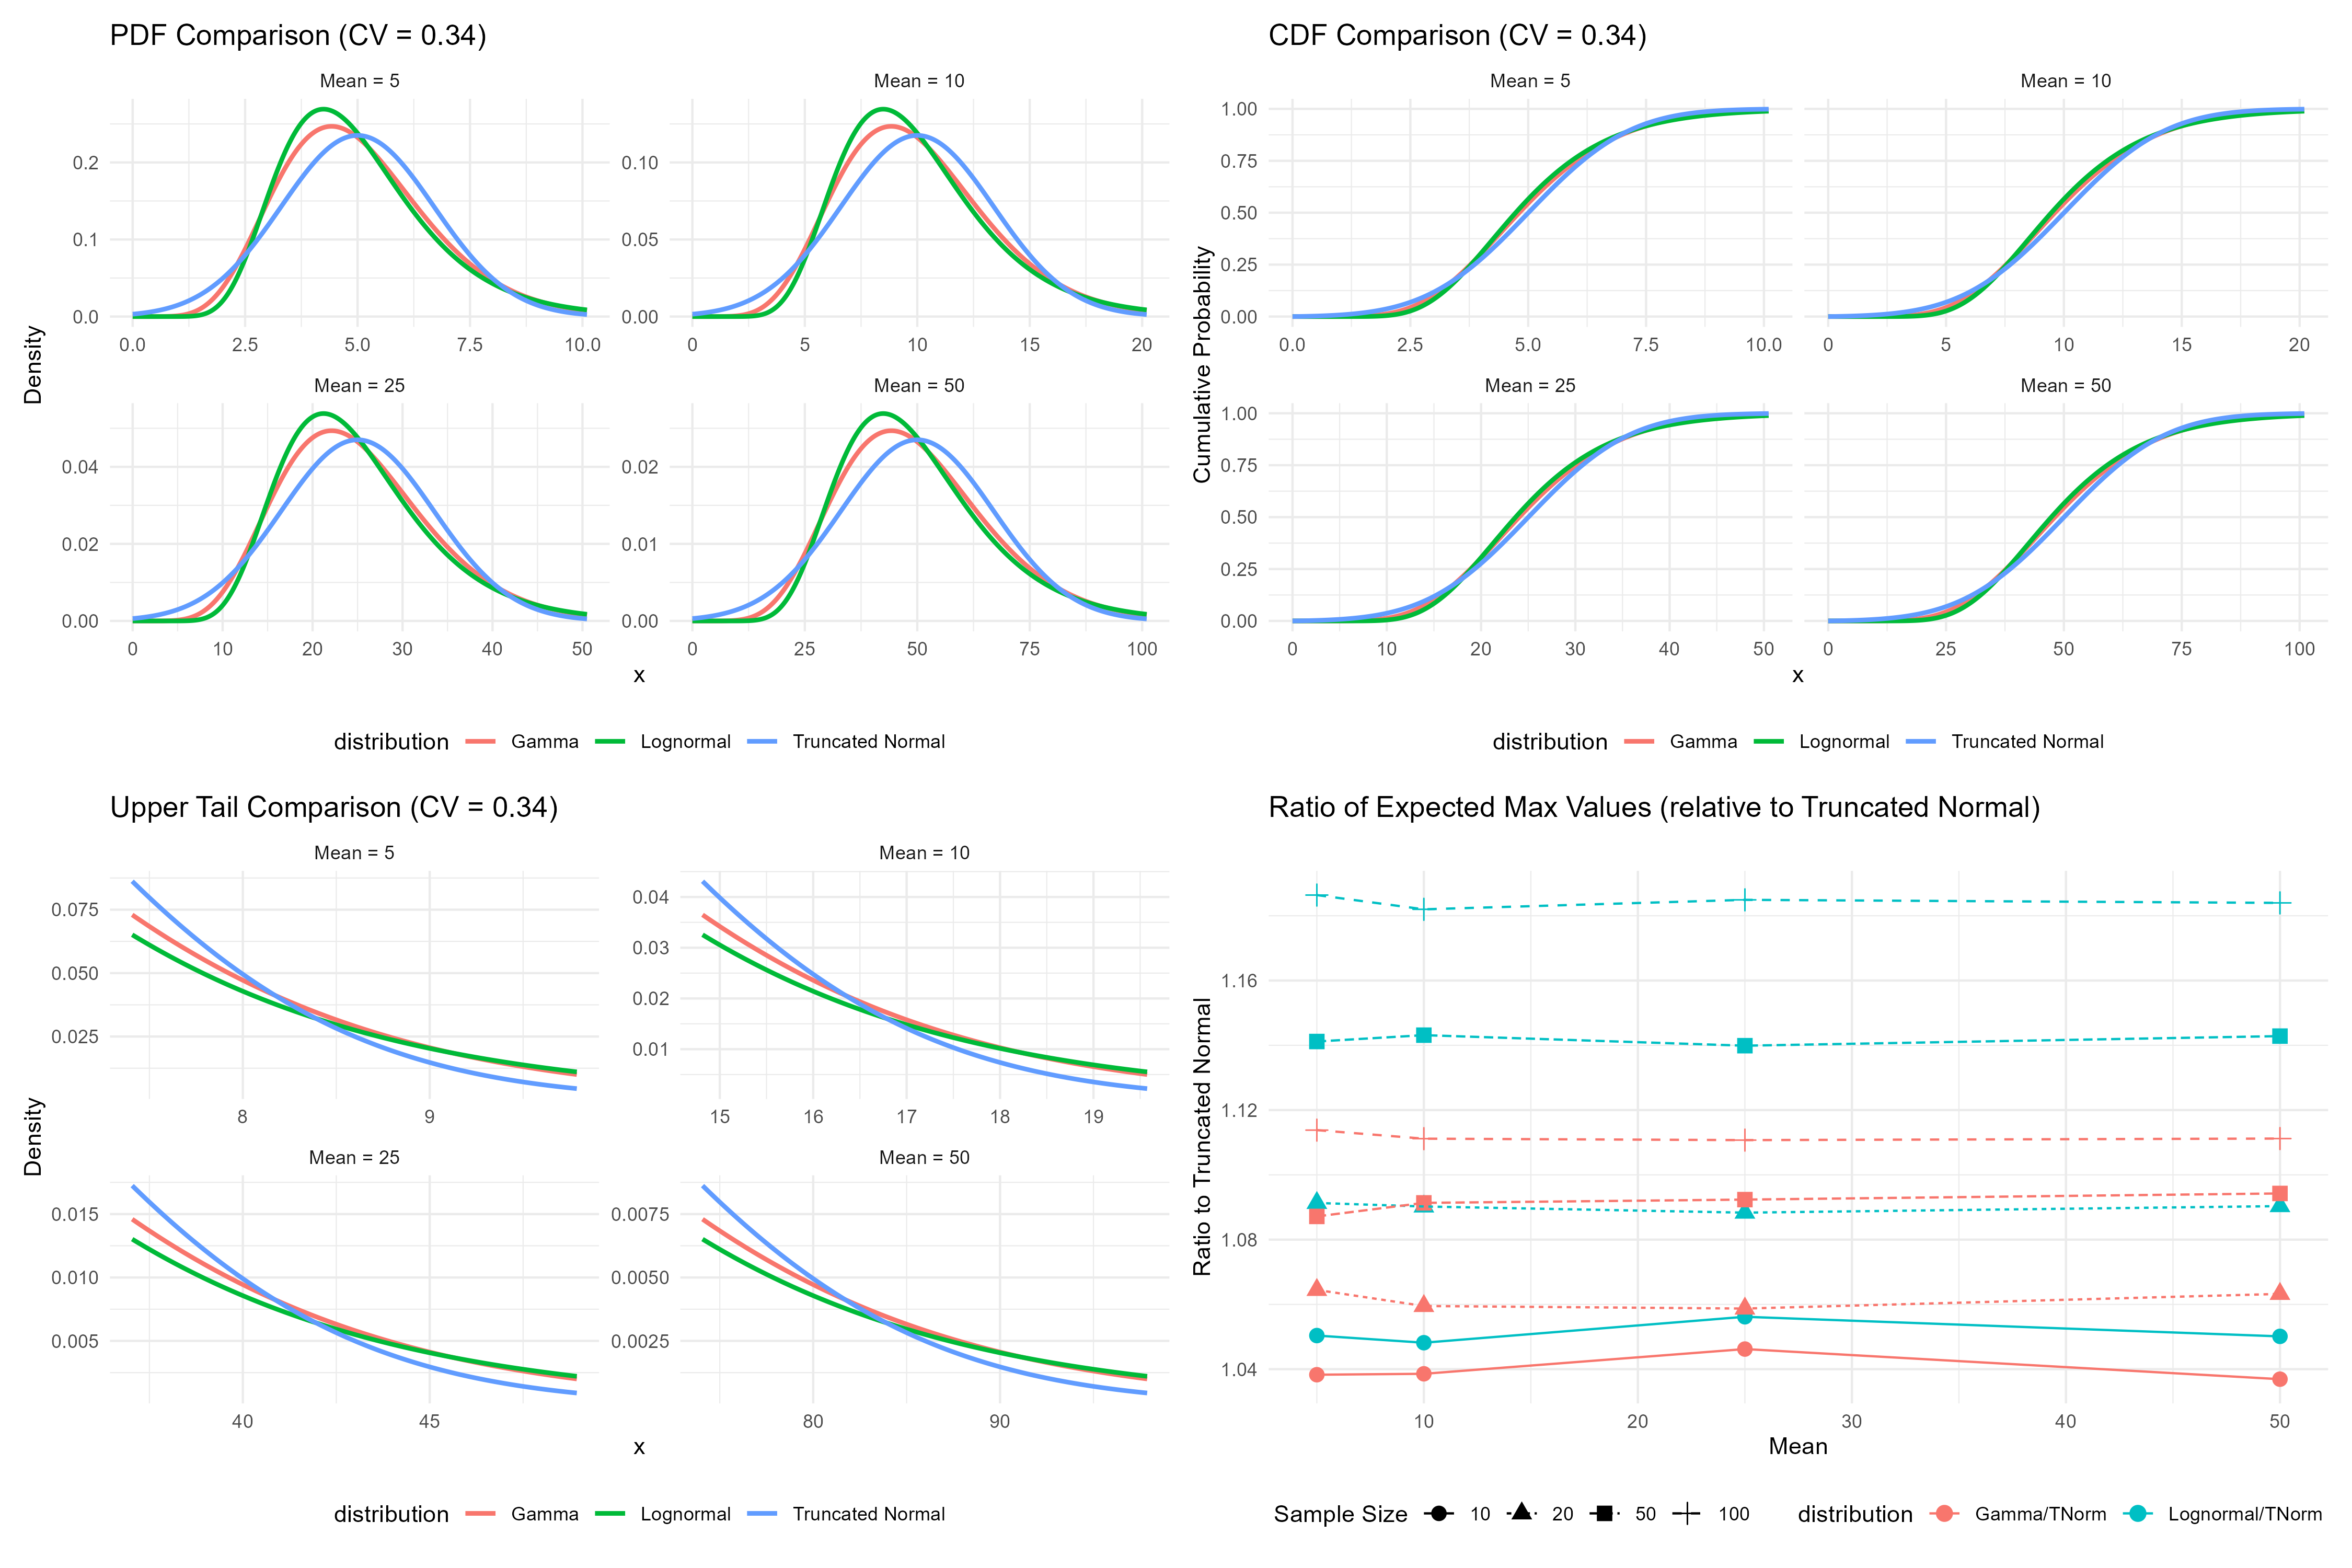 PDF Comparison (CV = 0.34)
Mean = 5
Mean = 10
0.2
0.1
0.0
0.10
0.05
0.00
0.0 2.5 5.0 7.5 10.0
0 5 10 15 20
Mean = 25
Mean = 50
0.04
0.02
0.00
0.02
0.01
0.00
0 10 20 30 40 50
0 25 50 75 100
Density
x
distribution Gamma Lognormal Truncated Normal
CDF Comparison (CV = 0.34)
Mean = 5
Mean = 10
1.00
0.75
0.50
0.25
0.00
0.0 2.5 5.0 7.5 10.0
0 5 10 15 20
Mean = 25
Mean = 50
1.00
0.75
0.50
0.25
0.00
0 10 20 30 40 50
0 25 50 75 100
Cumulative Probability
x
distribution Gamma Lognormal Truncated Normal
Upper Tail Comparison (CV = 0.34)
Mean = 5
Mean = 10
0.075
0.050
0.025
0.04
0.03
0.02
0.01
8 9
15 16 17 18 19
Mean = 25
Mean = 50
0.015
0.010
0.005
0.0075
0.0050
0.0025
40 45
80 90
Density
x
distribution Gamma Lognormal Truncated Normal
Ratio of Expected Max Values (relative to Truncated Normal)
1.16
1.12
1.08
1.04
10 20 30 40 50
Ratio to Truncated Normal
Mean
Sample Size 10 20 50 100 distribution Gamma/TNorm Lognormal/TNorm